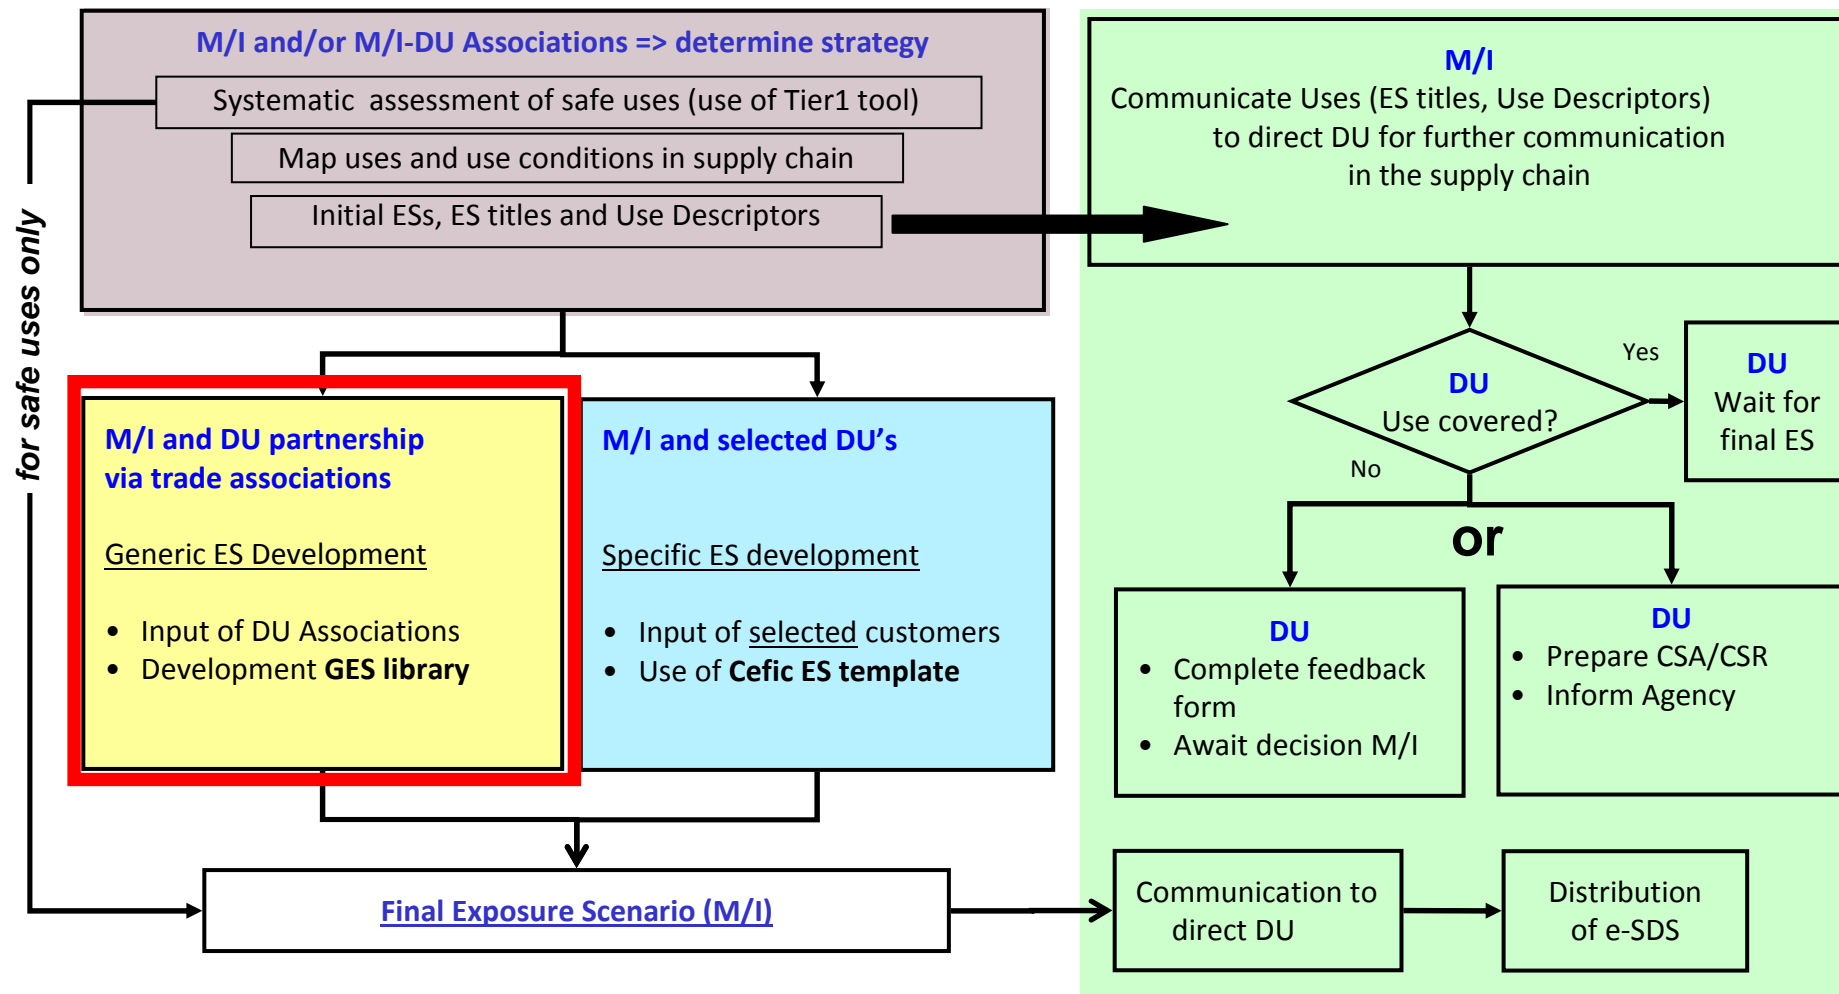 M/I and/or M/I-DU Associations => determine strategy
Systematic assessment of safe uses (use of Tier1 tool)
Map uses and use conditions in supply chain
Initial ESs, ES titles and Use Descriptors
for safe uses only
M/I and DU partnership
via trade associations
Generic ES Development
• Input of DU Associations
• Development GES library
M/I and selected DU's
Specific ES development
• Input of selected customers
• Use of Cefic ES template
Final Exposure Scenario (M/I)
M/I
Communicate Uses (ES titles, Use Descriptors)
to direct DU for further communication
in the supply chain
DU
Use covered?
Yes
DU
Wait for
final ES
No
or
DU
• Complete feedback
form
• Await decision M/I
DU
• Prepare CSA/CSR
• Inform Agency
Communication to
direct DU
Distribution
of e-SDS